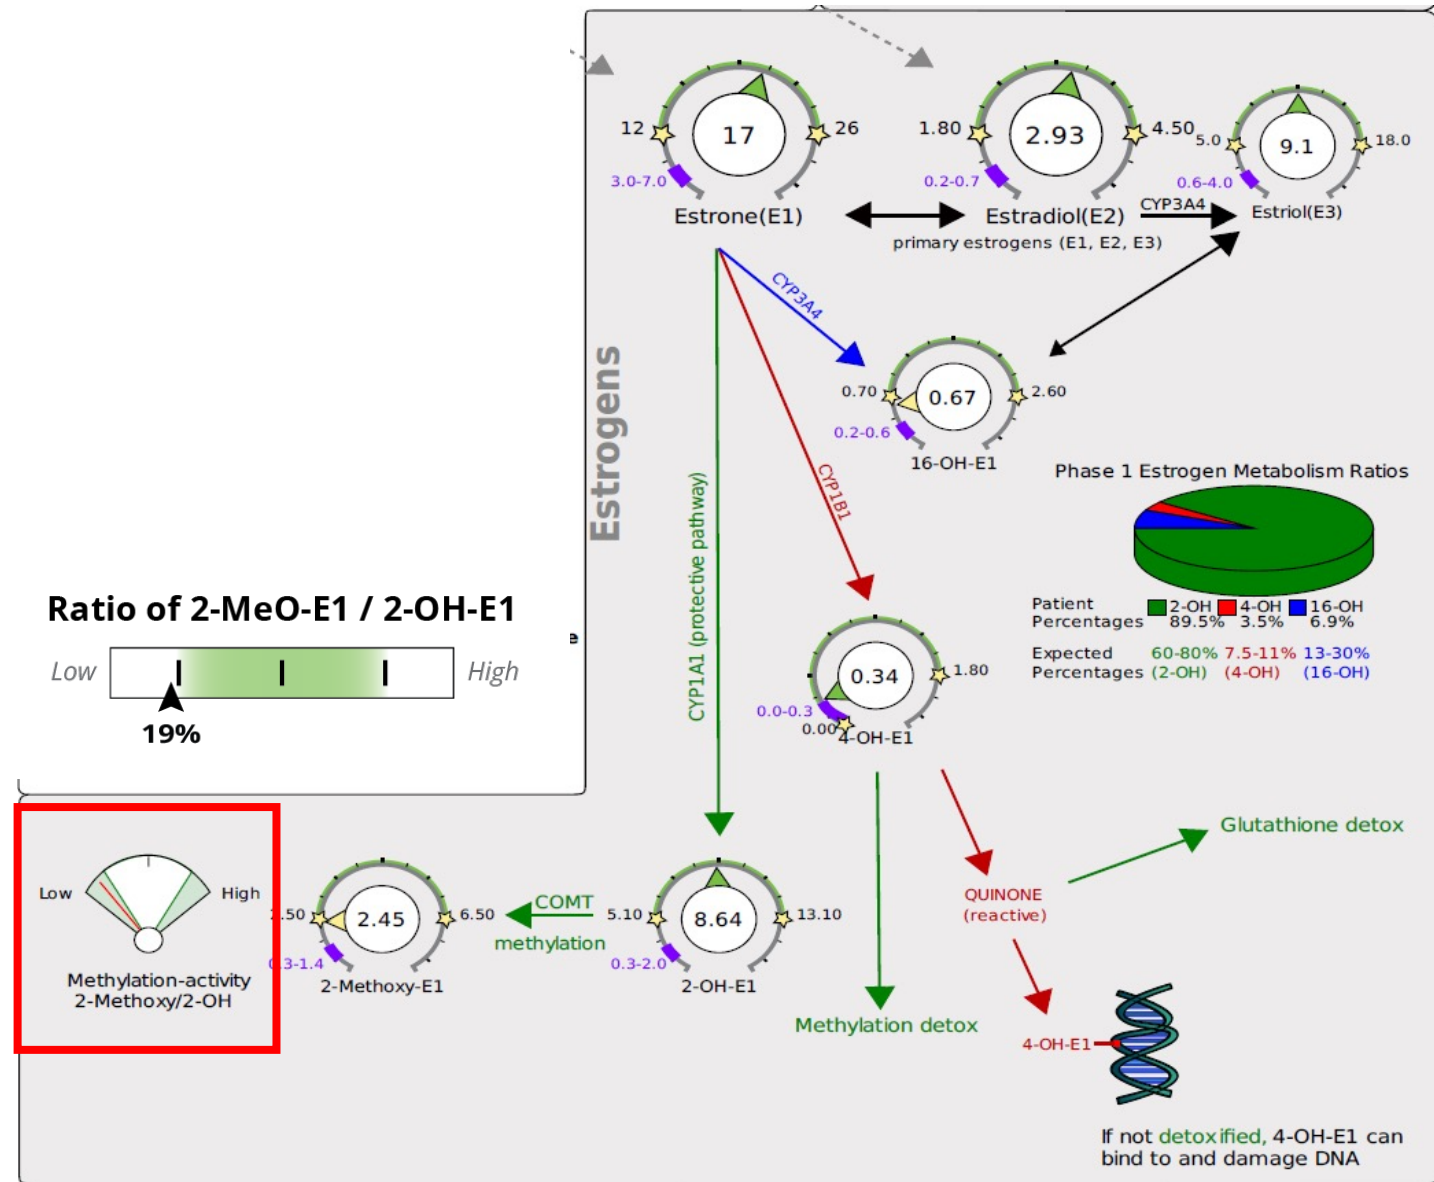 12
17
26
3.0-7.0
Estrone(E1)
1.80
2.93
4.50
0.2-0.7
Estradiol(E2)
5.0
9.1
18.0
0.6-4.0
Estriol(E3)
CYP3A4
primary estrogens (E1, E2, E3)
CYP3A4
0.70
0.67
2.60
0.2-0.6
16-OH-E1
Estrogens
CYP1A1 (protective pathway)
CYP1B1
Phase 1 Estrogen Metabolism Ratios
Patient Percentages
2-OH 89.5%
4-OH 3.5%
16-OH 6.9%
Expected Percentages
60-80% (2-OH)
7.5-11% (4-OH)
13-30% (16-OH)
Ratio of 2-MeO-E1 / 2-OH-E1
Low
High
19%
0.34
1.80
0.0-0.3
0.00
4-OH-E1
Low
High
Methylation-activity
2-Methoxy/2-OH
2.45
6.50
2-Methoxy-E1
COMT
methylation
5.10
8.64
13.10
0.3-2.0
2-OH-E1
Methylation detox
QUINONE
(reactive)
Glutathione detox
4-OH-E1
If not detoxified, 4-OH-E1 can
bind to and damage DNA